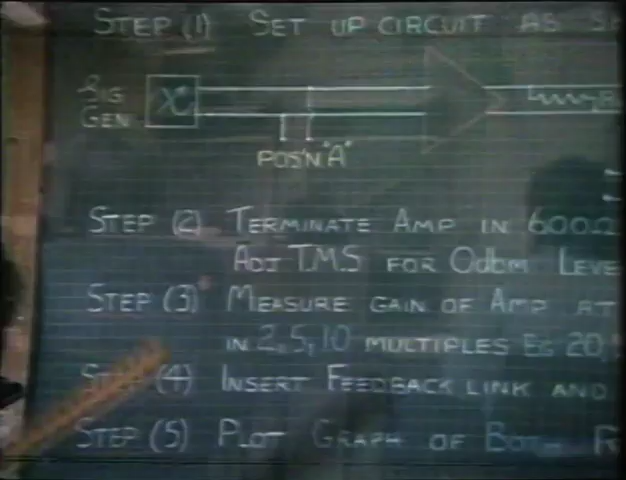 STEP (1) SET UP CIRCUIT AS
SIG
GEN
POS'N "A"
STEP (2) TERMINATE AMP IN 600Ω
ADJ T.M.S FOR 0dbm LEVE
STEP (3) MEASURE GAIN OF AMP AT
IN 2,5,10 MULTIPLES EG 20,
STEP (4) INSERT FEEDBACK LINK AND
STEP (5) PLOT GRAPH OF BOTH